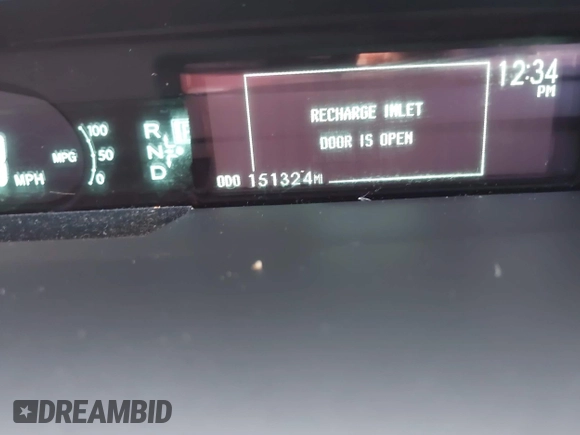 12:34
PM
RECHARGE INLET
DOOR IS OPEN
ODO 151324MI
100
MPG 50
0
MPH
R
N
D
DREAMBID